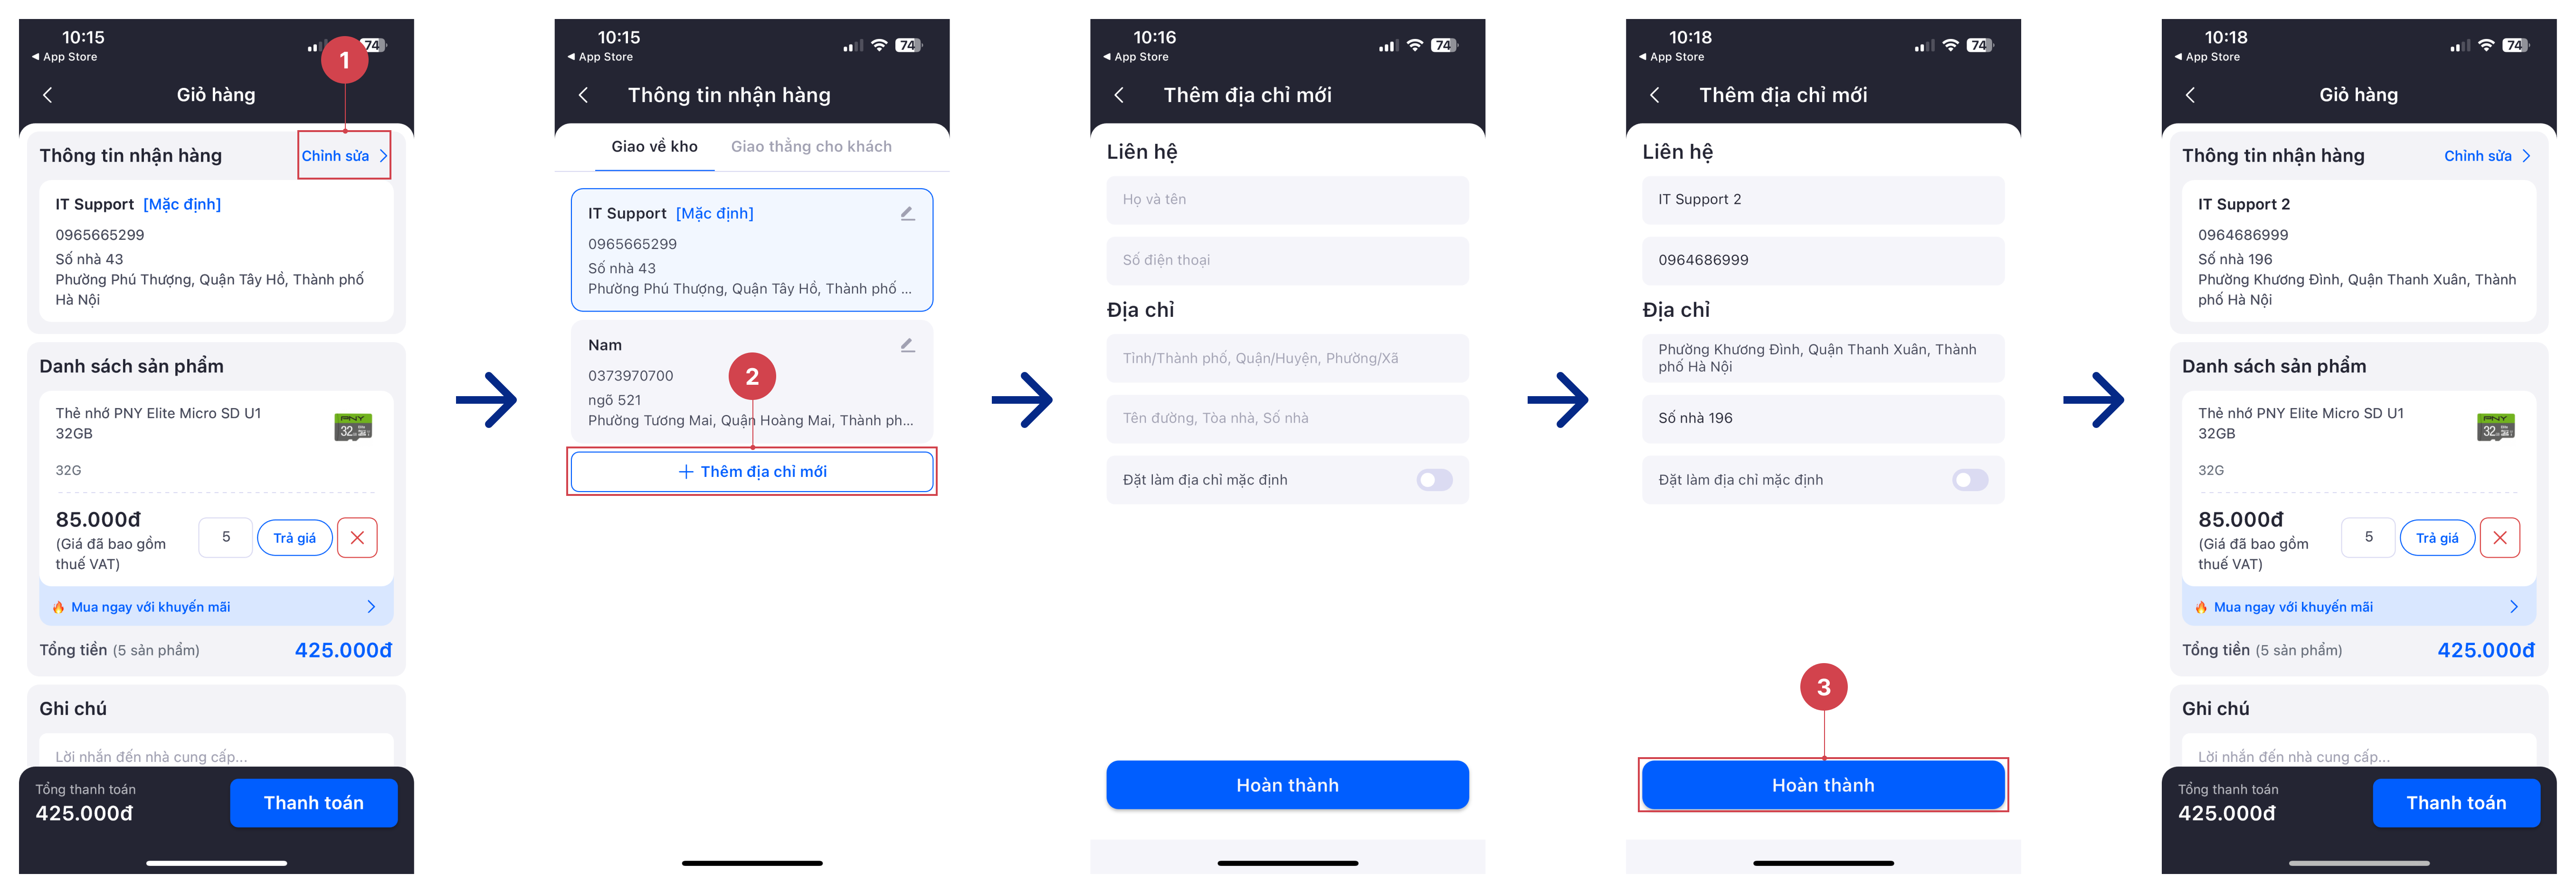 10:15
74
◀ App Store
1
Giỏ hàng
Thông tin nhận hàng
Chỉnh sửa
IT Support [Mặc định]
0965665299
Số nhà 43
Phường Phú Thượng, Quận Tây Hồ, Thành phố
Hà Nội
Danh sách sản phẩm
Thẻ nhớ PNY Elite Micro SD U1
32GB
PNY
32
32G
85.000đ
(Giá đã bao gồm
thuế VAT)
5
Trả giá
Mua ngay với khuyến mãi
Tổng tiền (5 sản phẩm)
425.000đ
Ghi chú
Lời nhắn đến nhà cung cấp...
Tổng thanh toán
425.000đ
Thanh toán
10:15
74
◀ App Store
Thông tin nhận hàng
Giao về kho
Giao thẳng cho khách
IT Support [Mặc định]
0965665299
Số nhà 43
Phường Phú Thượng, Quận Tây Hồ, Thành phố ...
Nam
0373970700
2
ngõ 521
Phường Tương Mai, Quận Hoàng Mai, Thành ph...
+ Thêm địa chỉ mới
10:16
74
◀ App Store
Thêm địa chỉ mới
Liên hệ
Họ và tên
Số điện thoại
Địa chỉ
Tỉnh/Thành phố, Quận/Huyện, Phường/Xã
Tên đường, Tòa nhà, Số nhà
Đặt làm địa chỉ mặc định
Hoàn thành
10:18
74
◀ App Store
Thêm địa chỉ mới
Liên hệ
IT Support 2
0964686999
Địa chỉ
Phường Khương Đình, Quận Thanh Xuân, Thành
phố Hà Nội
Số nhà 196
Đặt làm địa chỉ mặc định
3
Hoàn thành
10:18
74
◀ App Store
Giỏ hàng
Thông tin nhận hàng
Chỉnh sửa
IT Support 2
0964686999
Số nhà 196
Phường Khương Đình, Quận Thanh Xuân, Thành
phố Hà Nội
Danh sách sản phẩm
Thẻ nhớ PNY Elite Micro SD U1
32GB
PNY
32
32G
85.000đ
(Giá đã bao gồm
thuế VAT)
5
Trả giá
Mua ngay với khuyến mãi
Tổng tiền (5 sản phẩm)
425.000đ
Ghi chú
Lời nhắn đến nhà cung cấp...
Tổng thanh toán
425.000đ
Thanh toán